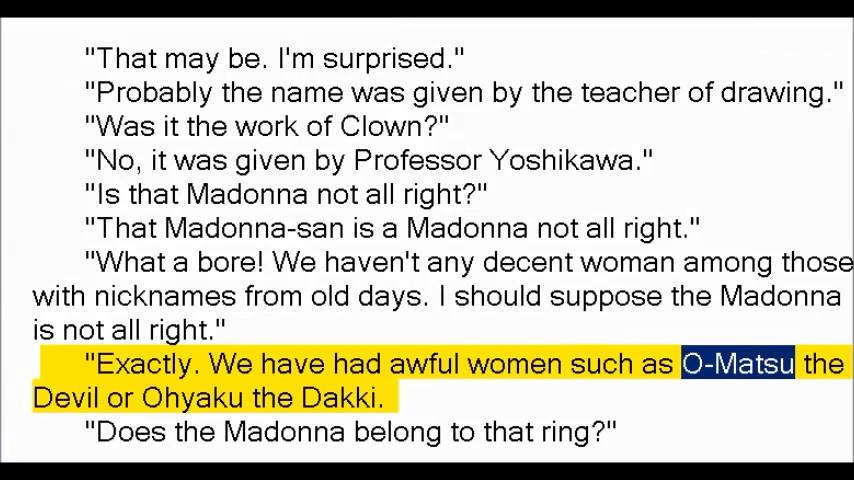 "That may be. I'm surprised."
"Probably the name was given by the teacher of drawing."
"Was it the work of Clown?"
"No, it was given by Professor Yoshikawa."
"Is that Madonna not all right?"
"That Madonna-san is a Madonna not all right."
"What a bore! We haven't any decent woman among those
with nicknames from old days. I should suppose the Madonna
is not all right."
"Exactly. We have had awful women such as O-Matsu the
Devil or Ohyaku the Dakki.
"Does the Madonna belong to that ring?"